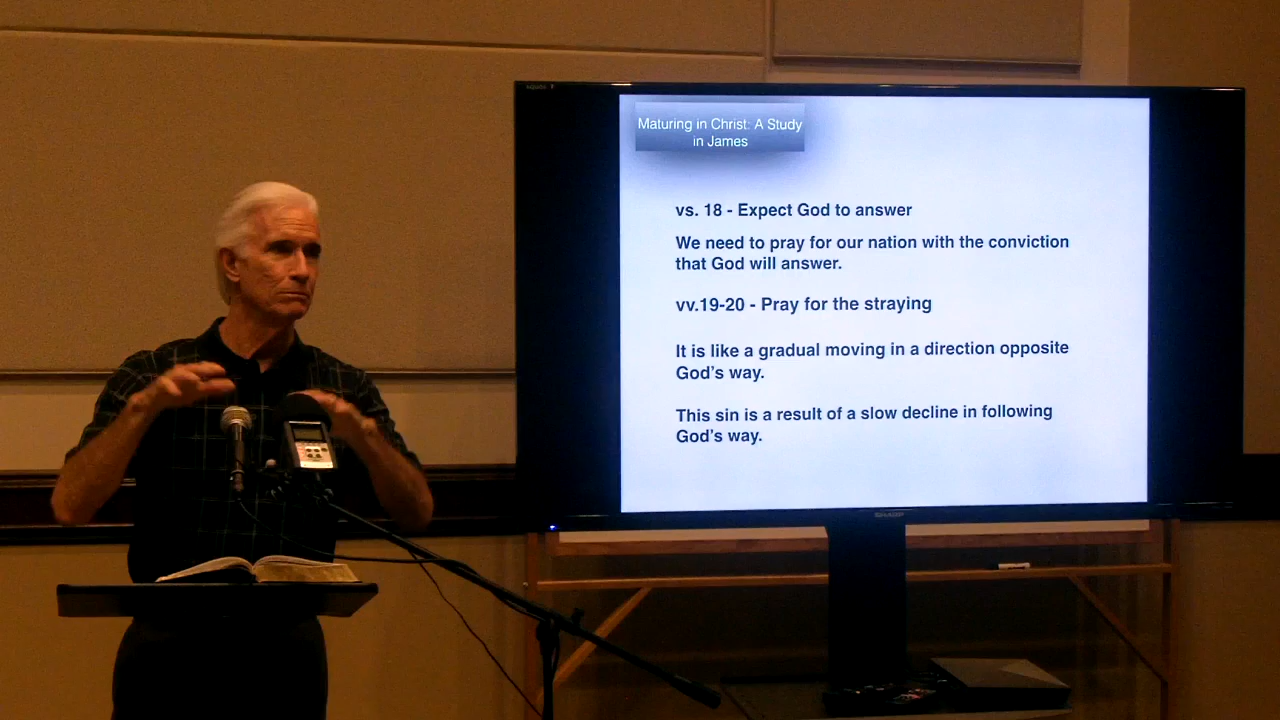 Maturing in Christ: A Study
in James
vs. 18 - Expect God to answer
We need to pray for our nation with the conviction
that God will answer.
vv.19-20 - Pray for the straying
It is like a gradual moving in a direction opposite
God's way.
This sin is a result of a slow decline in following
God's way.
SHARP